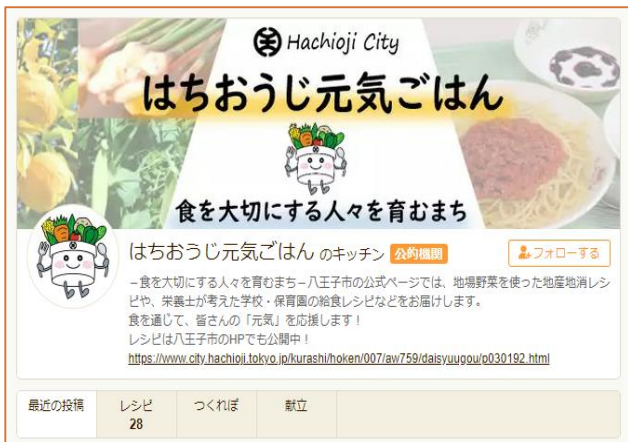 Hachioji City
はちおうじ元気ごはん
食を大切にする人々を育むまち
はちおうじ元気ごはん のキッチン 公的機関 フォローする
－食を大切にする人々を育むまち－八王子市の公式ページでは、地場野菜を使った地産地消レシ
ピや、栄養士が考えた学校・保育園の給食レシピなどをお届けします。
食を通じて、皆さんの「元気」を応援します！
レシピは八王子市のHPでも公開中！
https://www.city.hachioji.tokyo.jp/kurashi/hoken/007/aw759/daisyuugou/p030192.html
最近の投稿 レシピ つくれぽ 献立
28